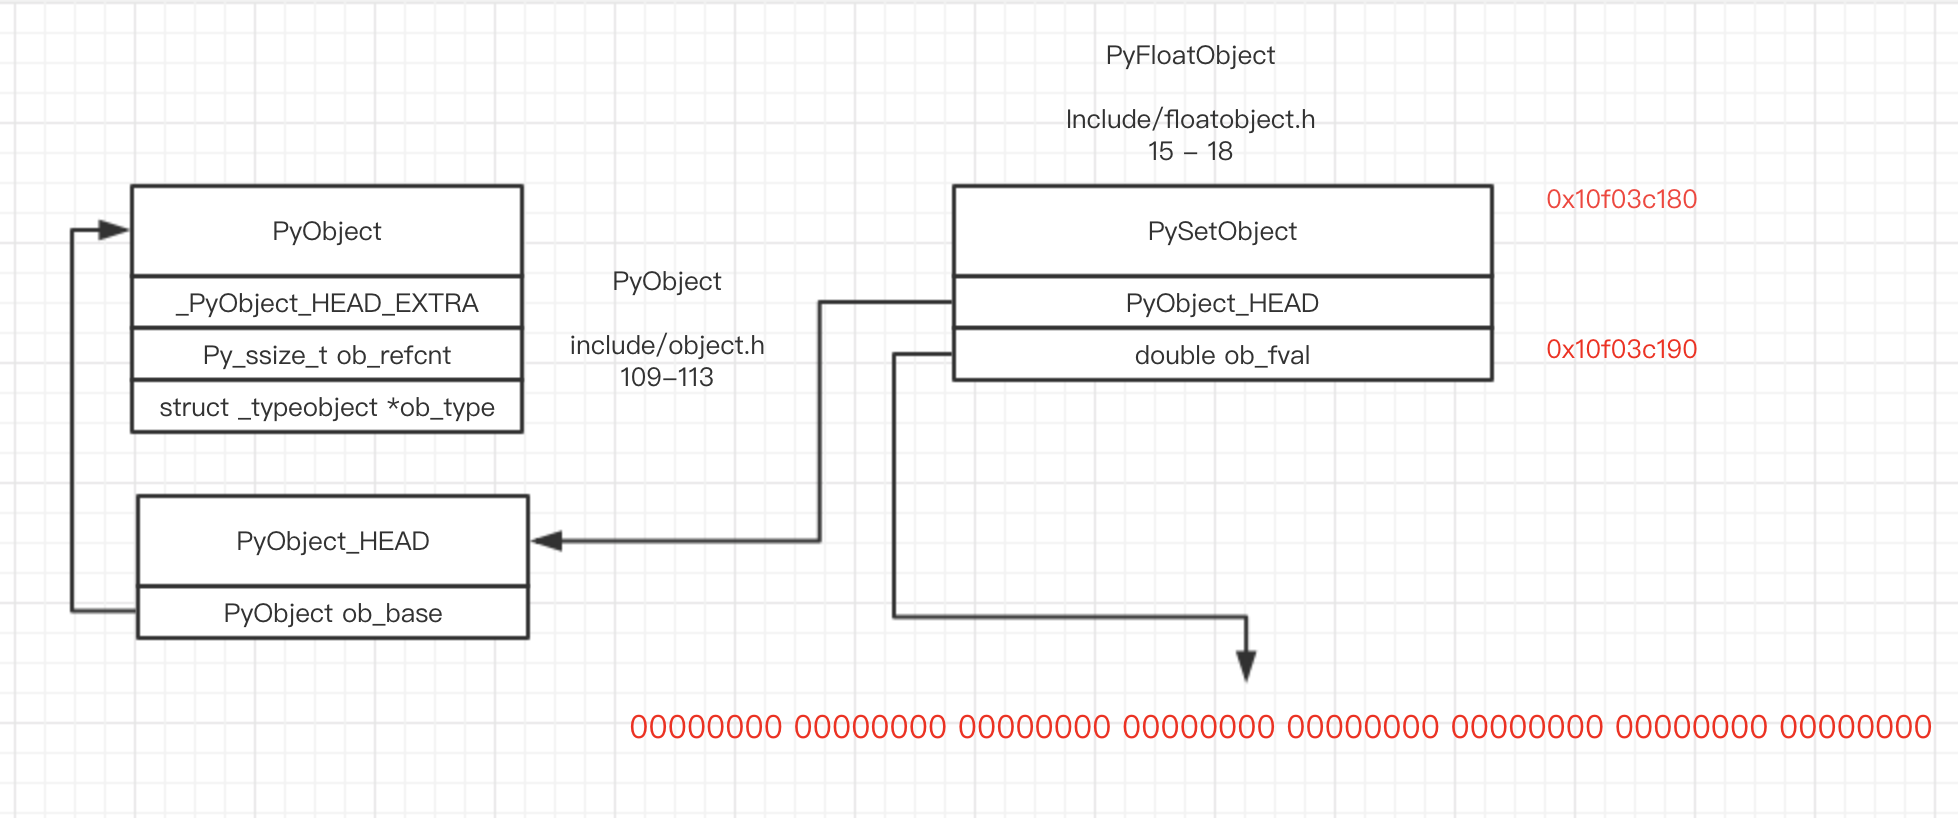 PyFloatObject
Include/floatobject.h
15 – 18
PyObject
_PyObject_HEAD_EXTRA
Py_ssize_t ob_refcnt
struct _typeobject *ob_type
PyObject
include/object.h
109–113
PySetObject
PyObject_HEAD
double ob_fval
0x10f03c180
0x10f03c190
PyObject_HEAD
PyObject ob_base
00000000 00000000 00000000 00000000 00000000 00000000 00000000 00000000